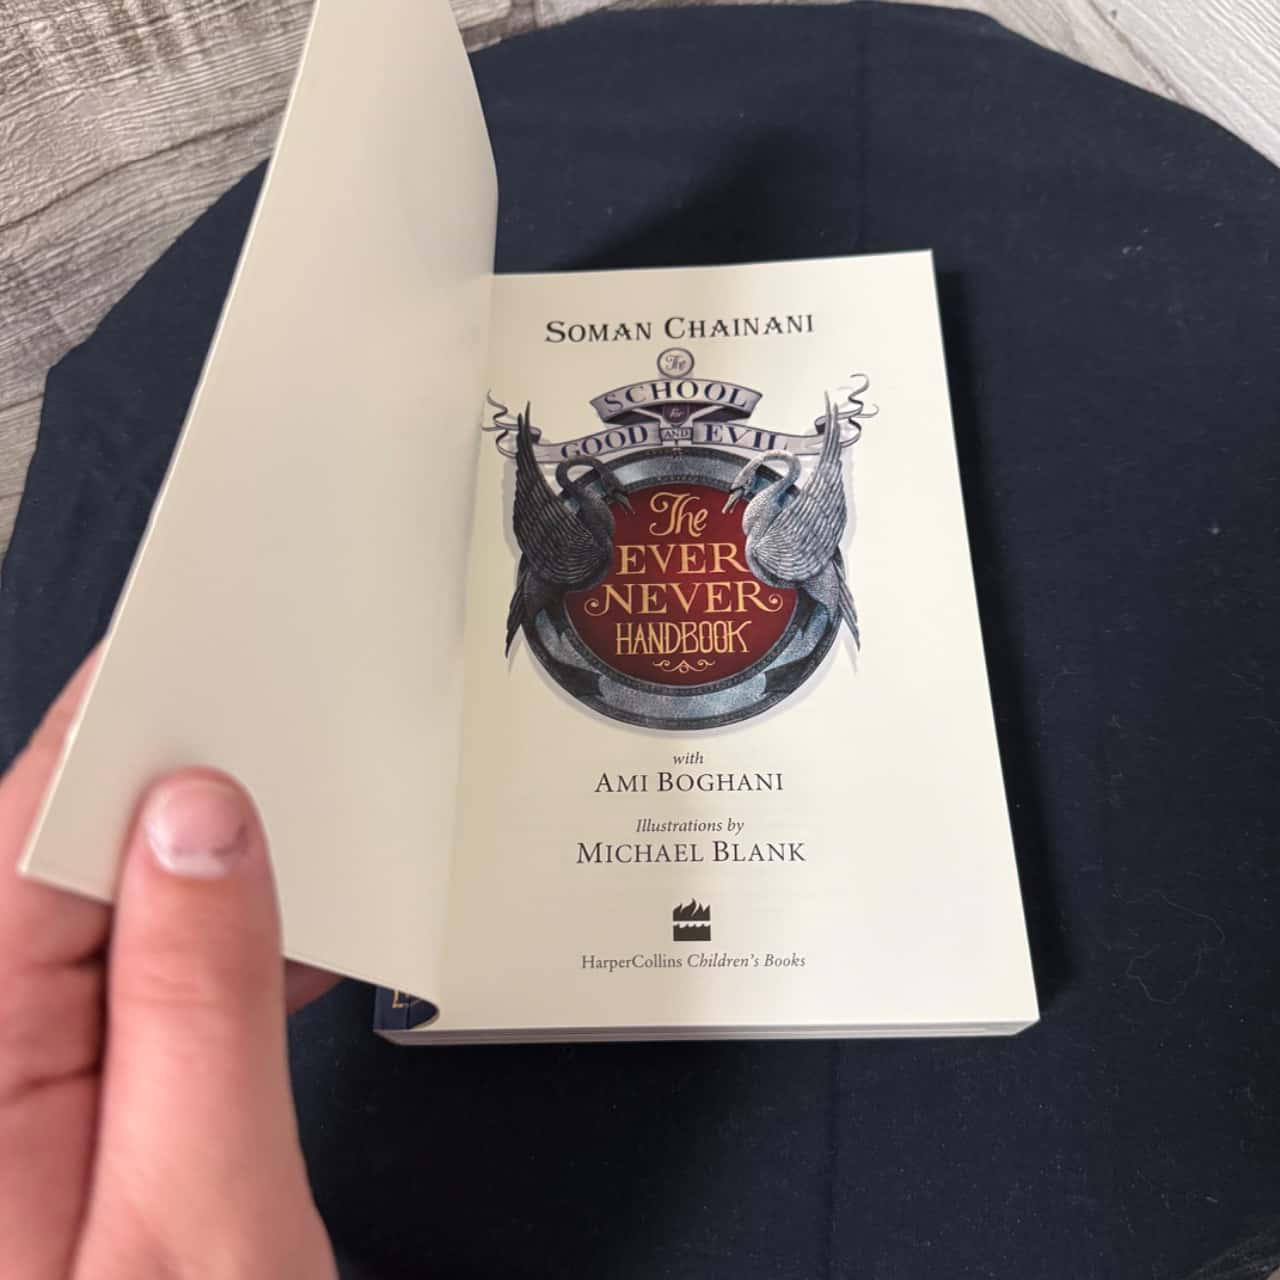 SOMAN CHAINANI
The
SCHOOL
for
GOOD AND EVIL
The
EVER
NEVER
HANDBOOK
with
AMI BOGHANI
Illustrations by
MICHAEL BLANK
HarperCollins Children's Books